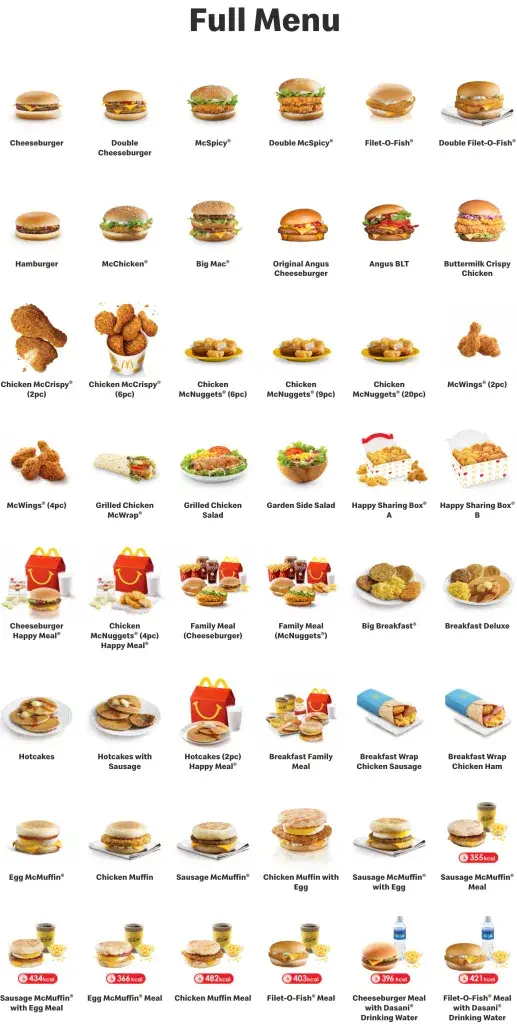 Full Menu
Cheeseburger
Double
Cheeseburger
McSpicy®
Double McSpicy®
Filet-O-Fish®
Double Filet-O-Fish®
Hamburger
McChicken®
Big Mac®
Original Angus
Cheeseburger
Angus BLT
Buttermilk Crispy
Chicken
Chicken McCrispy®
(2pc)
Chicken McCrispy®
(6pc)
Chicken
McNuggets® (6pc)
Chicken
McNuggets® (9pc)
Chicken
McNuggets® (20pc)
McWings® (2pc)
McWings® (4pc)
Grilled Chicken
McWrap®
Grilled Chicken
Salad
Garden Side Salad
Happy Sharing Box®
A
Happy Sharing Box®
B
Cheeseburger
Happy Meal®
Chicken
McNuggets® (4pc)
Happy Meal®
Family Meal
(Cheeseburger)
Family Meal
(McNuggets®)
Big Breakfast®
Breakfast Deluxe
Hotcakes
Hotcakes with
Sausage
Hotcakes (2pc)
Happy Meal®
Breakfast Family
Meal
Breakfast Wrap
Chicken Sausage
Breakfast Wrap
Chicken Ham
Egg McMuffin®
Chicken Muffin
Sausage McMuffin®
Chicken Muffin with
Egg
Sausage McMuffin®
with Egg
355kcal
Sausage McMuffin®
Meal
434kcal
Sausage McMuffin®
with Egg Meal
366kcal
Egg McMuffin® Meal
482kcal
Chicken Muffin Meal
403kcal
Filet-O-Fish® Meal
396 kcal
Cheeseburger Meal
with Dasani®
Drinking Water
421kcal
Filet-O-Fish® Meal
with Dasani®
Drinking Water